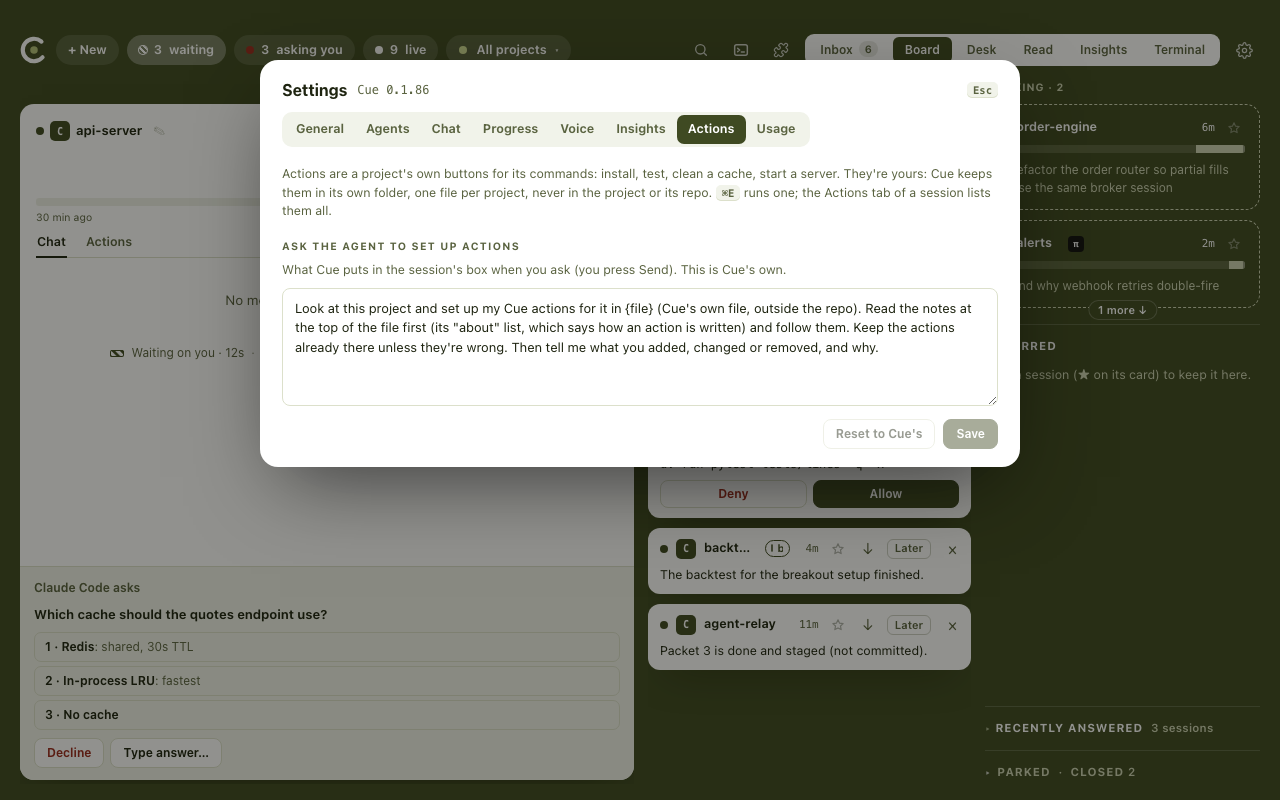 + New
3 waiting
3 asking you
9 live
All projects ·
Inbox 6
Board
Desk
Read
Insights
Terminal
Settings Cue 0.1.86
Esc
General
Agents
Chat
Progress
Voice
Insights
Actions
Usage
Actions are a project's own buttons for its commands: install, test, clean a cache, start a server. They're yours: Cue keeps
them in its own folder, one file per project, never in the project or its repo. ⌘E runs one; the Actions tab of a session lists
them all.
ASK THE AGENT TO SET UP ACTIONS
What Cue puts in the session's box when you ask (you press Send). This is Cue's own.
Look at this project and set up my Cue actions for it in {file} (Cue's own file, outside the repo). Read the notes at
the top of the file first (its "about" list, which says how an action is written) and follow them. Keep the actions
already there unless they're wrong. Then tell me what you added, changed or removed, and why.
Reset to Cue's
Save
C api-server
30 min ago
Chat
Actions
No
Waiting on you · 12s ·
Claude Code asks
Which cache should the quotes endpoint use?
1 · Redis: shared, 30s TTL
2 · In-process LRU: fastest
3 · No cache
Decline
Type answer...
Deny
Allow
C backt... 4m
Later
The backtest for the breakout setup finished.
C agent-relay 11m
Later
Packet 3 is done and staged (not committed).
ING · 2
order-engine 6m
efactor the order router so partial fills
se the same broker session
alerts π 2m
nd why webhook retries double-fire
1 more ↓
RRED
session (★ on its card) to keep it here.
RECENTLY ANSWERED 3 sessions
PARKED · CLOSED 2